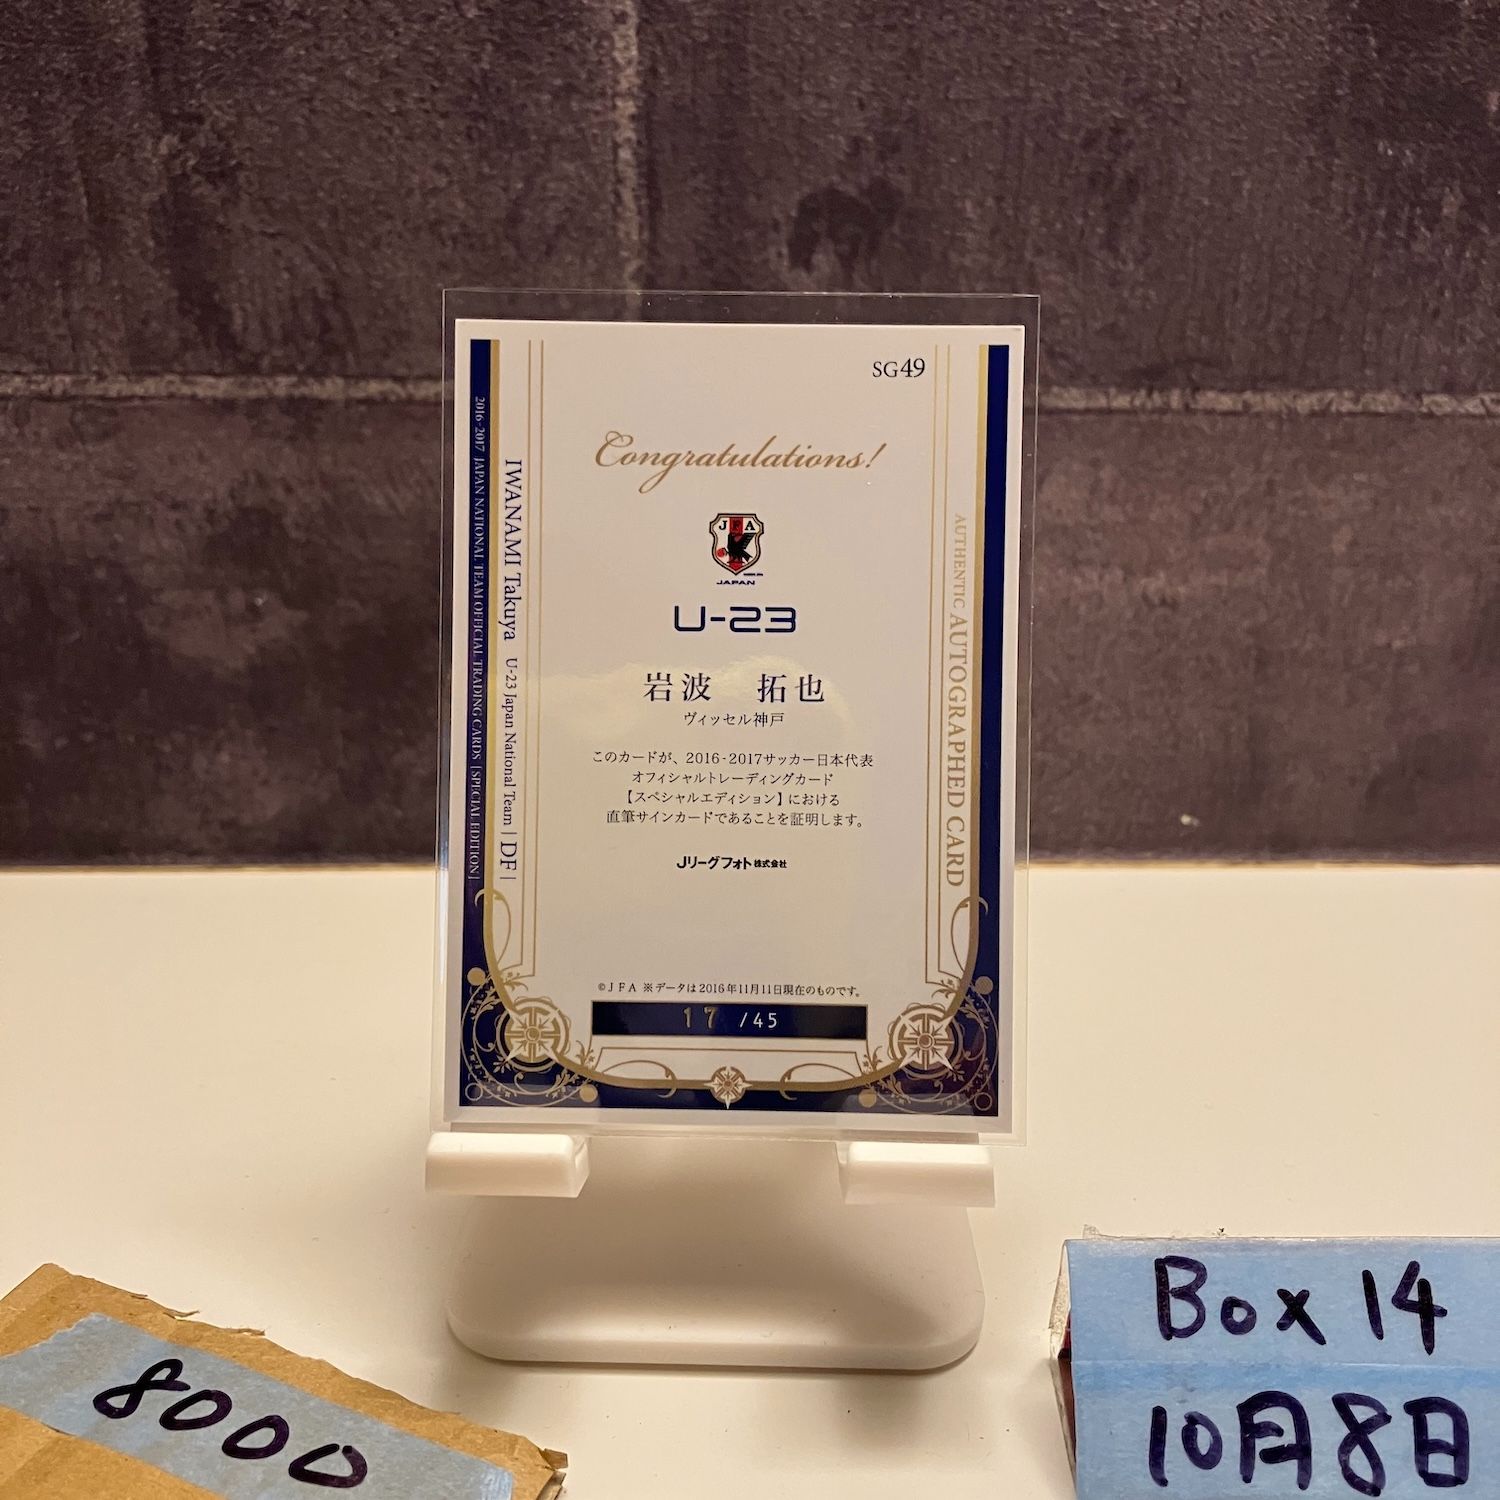 SG49
Congratulations!
JFA
JAPAN
U-23
岩波 拓也
ヴィッセル神戸
このカードが、2016-2017サッカー日本代表
オフィシャルトレーディングカード
【スペシャルエディション】における
直筆サインカードであることを証明します。
Jリーグフォト株式会社
©JFA ※データは2016年11月11日現在のものです。
17 /45
IWANAMI Takuya U-23 Japan National Team | DF |
2016-2017 JAPAN NATIONAL TEAM OFFICIAL TRADING CARDS [SPECIAL EDITION]
AUTHENTIC AUTOGRAPHED CARD
8000
Box 14
10月8日